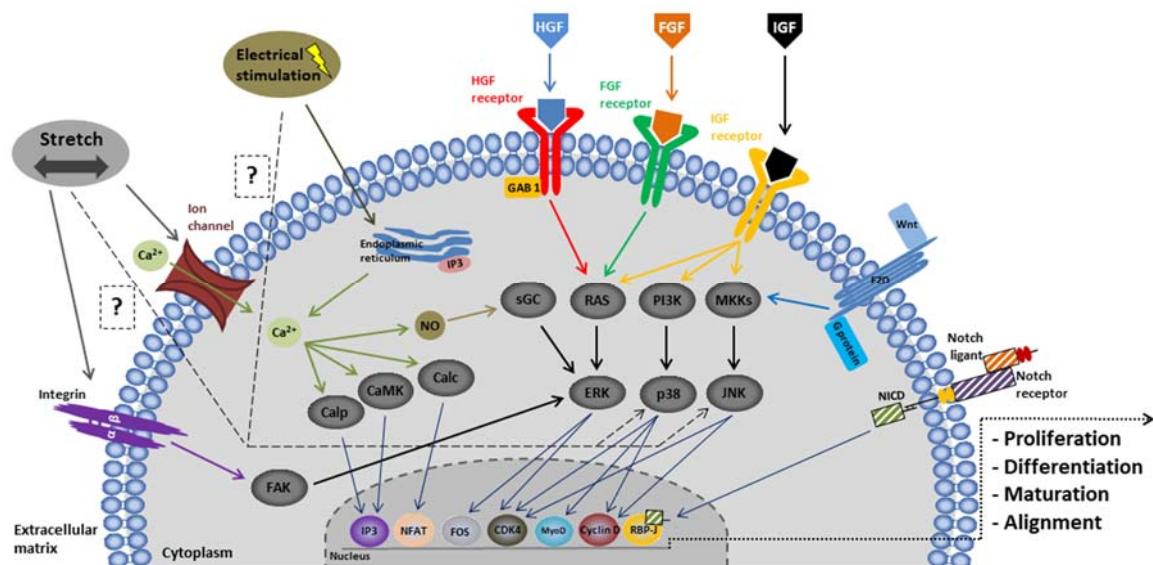 HGF
FGF
IGF
Electrical
stimulation
HGF
receptor
FGF
receptor
IGF
receptor
Stretch
?
GAB 1
Ion
channel
Wnt
Ca²⁺
Endoplasmic
reticulum
IP3
FZD
?
sGC
RAS
PI3K
MKKs
Ca²⁺
NO
G protein
Notch
ligant
Notch
receptor
Calc
CaMK
Integrin
NICD
ERK
p38
JNK
Calp
α β
- Proliferation
- Differentiation
- Maturation
- Alignment
FAK
IP3
NFAT
FOS
CDK4
MyoD
Cyclin D
RBP-J
Extracellular
matrix
Cytoplasm
Nucleus